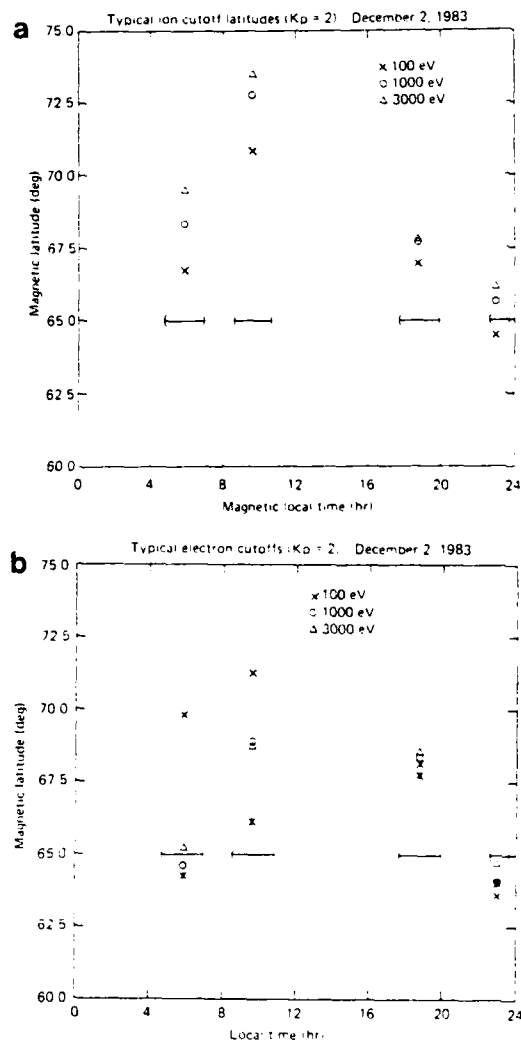 a
Typical ion cutoff latitudes (Kp = 2) December 2, 1983
× 100 eV
○ 1000 eV
△ 3000 eV
75.0
72.5
70.0
67.5
65.0
62.5
60.0
Magnetic latitude (deg)
0 4 8 12 16 20 24
Magnetic local time (hr)
b
Typical electron cutoffs (Kp = 2) December 2, 1983
× 100 eV
○ 1000 eV
△ 3000 eV
75.0
72.5
70.0
67.5
65.0
62.5
60.0
Magnetic latitude (deg)
0 4 8 12 16 20 24
Local time (hr)